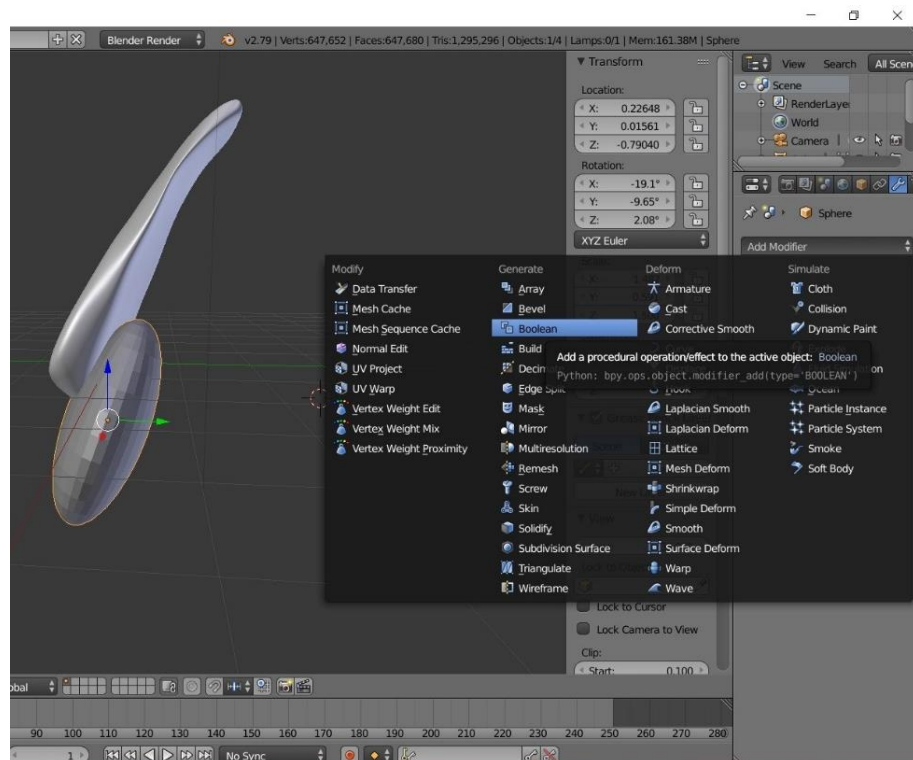 Blender Render
v2.79 | Verts:647,652 | Faces:647,680 | Tris:1,295,296 | Objects:1/4 | Lamps:0/1 | Mem:161.38M | Sphere
Transform
View Search All Scen
Location:
X: 0.22648
Y: 0.01561
Z: -0.79040
Rotation:
X: -19.1°
Y: -9.65°
Z: 2.08°
XYZ Euler
Scene
RenderLayer
World
Camera
Sphere
Add Modifier
Modify
Data Transfer
Mesh Cache
Mesh Sequence Cache
Normal Edit
UV Project
UV Warp
Vertex Weight Edit
Vertex Weight Mix
Vertex Weight Proximity
Generate
Array
Bevel
Boolean
Build
Decim
Edge Split
Mask
Mirror
Multiresolution
Remesh
Screw
Skin
Solidify
Subdivision Surface
Triangulate
Wireframe
Deform
Armature
Cast
Corrective Smooth
Hook
Laplacian Smooth
Laplacian Deform
Lattice
Mesh Deform
Shrinkwrap
Simple Deform
Smooth
Surface Deform
Warp
Wave
Simulate
Cloth
Collision
Dynamic Paint
Ocean
Particle Instance
Particle System
Smoke
Soft Body
Add a procedural operation/effect to the active object: Boolean
Python: bpy.ops.object.modifier_add(type='BOOLEAN')
Lock to Cursor
Lock Camera to View
Clip:
Start: 0.100
obal
90 100 110 120 130 140 150 160 170 180 190 200 210 220 230 240 250 260 270 280
1
No Sync